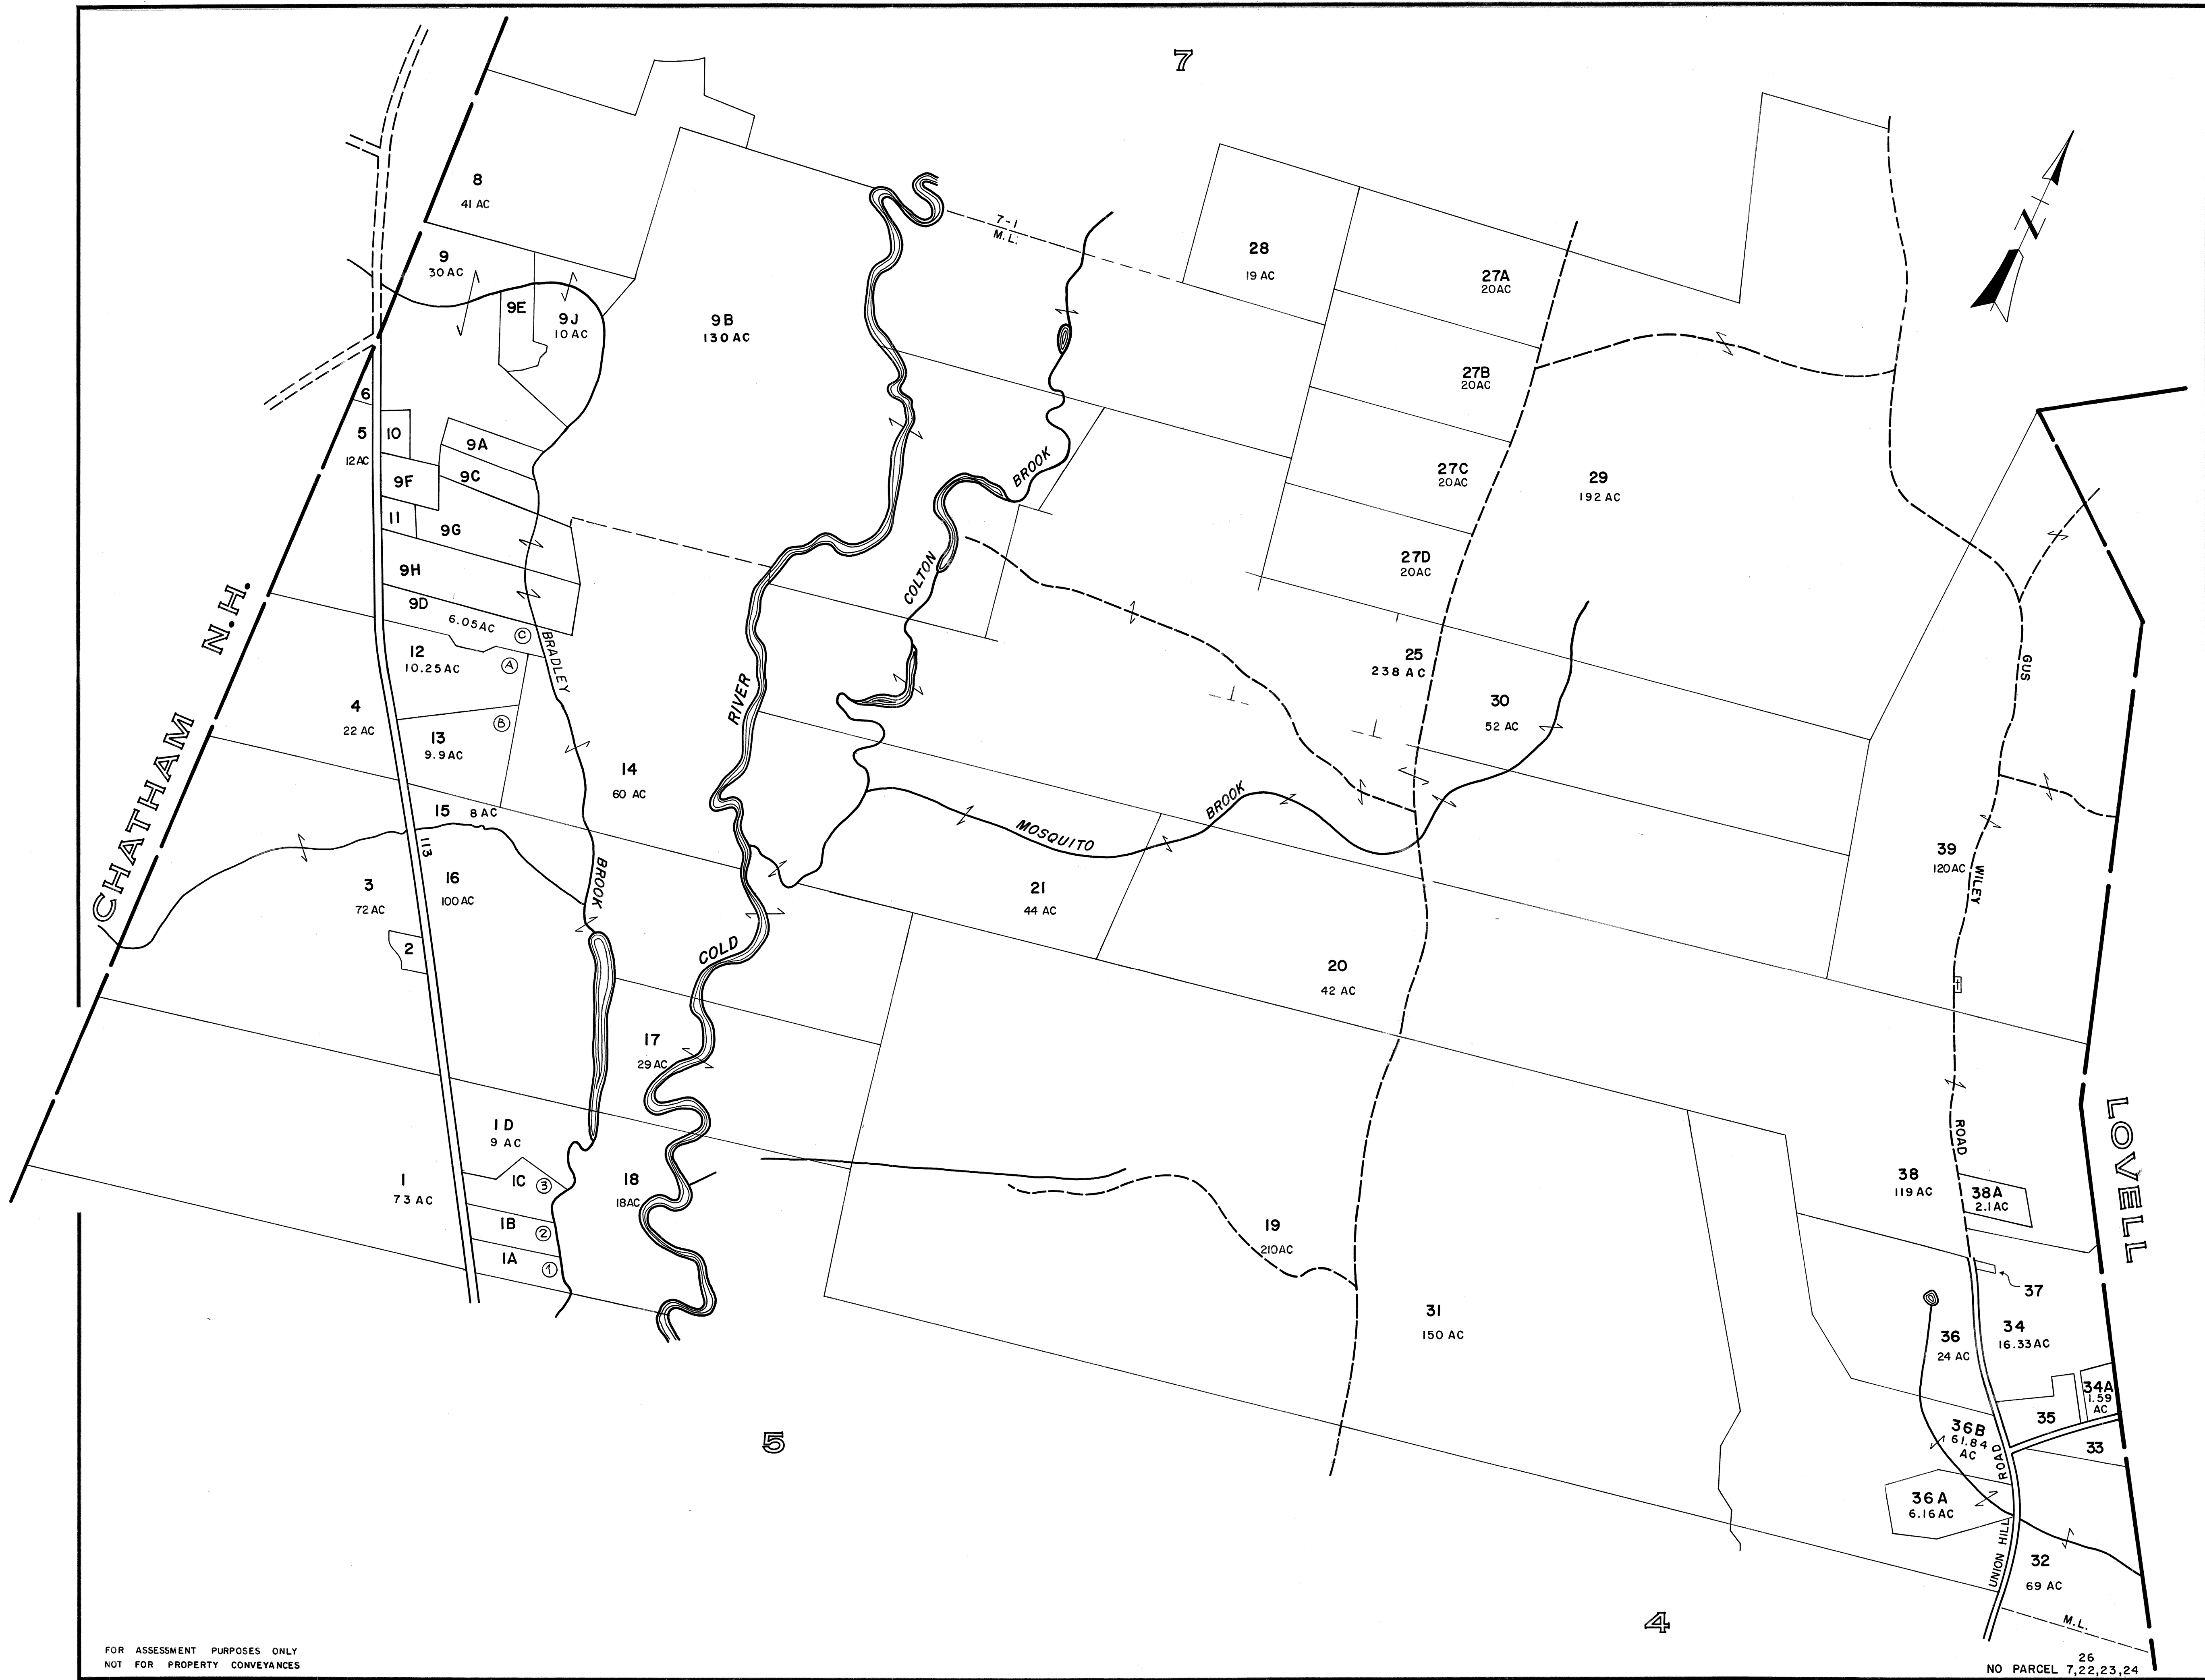 7
8
41 AC
7-1
M.L.
9
30 AC
28
19 AC
27A
20AC
9E
9J
10 AC
9B
130 AC
27B
20AC
6
5
12AC
10
9A
9F
9C
BROOK
27C
20AC
29
192 AC
11
9G
9H
COLTON
27D
20AC
CHATHAM N.H.
9D
6.05AC
C
12
10.25AC
A
BRADLEY
25
238 AC
GUS
4
22 AC
B
13
9.9AC
RIVER
30
52 AC
14
60 AC
15 8 AC
113
BROOK
MOSQUITO
39
120AC
WILEY
3
72 AC
16
100AC
BROOK
21
44 AC
2
COLD
20
42 AC
17
29AC
1D
9 AC
ROAD
LOVELL
1
73 AC
1C 3
18
18AC
38
119 AC
38A
2.1AC
1B
2
19
210AC
1A
1
37
31
150 AC
36
24 AC
34
16.33AC
34A
1.59
AC
35
36B
61.84
AC
5
33
ROAD
36A
6.16AC
UNION HILL
32
69 AC
4
M.L.
FOR ASSESSMENT PURPOSES ONLY
NOT FOR PROPERTY CONVEYANCES
26
NO PARCEL 7,22,23,24
N